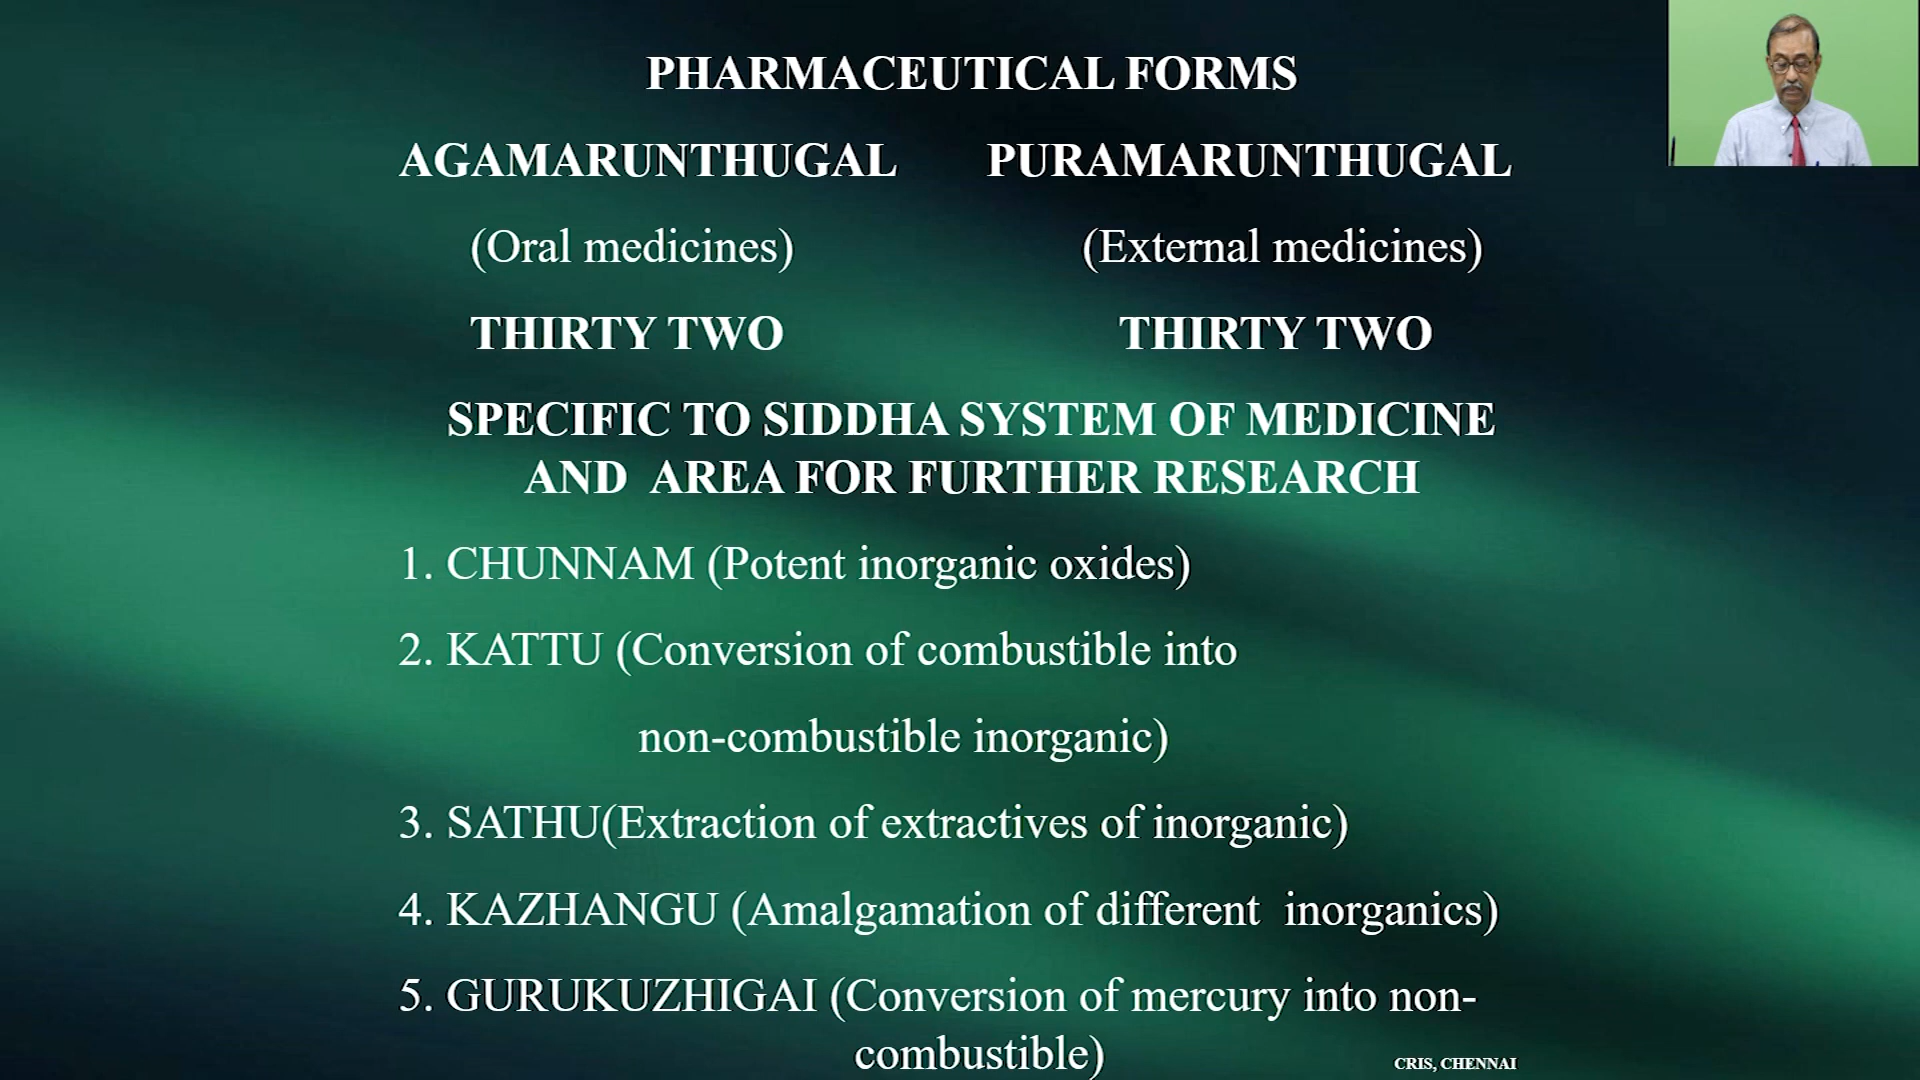 PHARMACEUTICAL FORMS
AGAMARUNTHUGAL PURAMARUNTHUGAL
(Oral medicines) (External medicines)
THIRTY TWO THIRTY TWO
SPECIFIC TO SIDDHA SYSTEM OF MEDICINE
AND AREA FOR FURTHER RESEARCH
1. CHUNNAM (Potent inorganic oxides)
2. KATTU (Conversion of combustible into
non-combustible inorganic)
3. SATHU(Extraction of extractives of inorganic)
4. KAZHANGU (Amalgamation of different inorganics)
5. GURUKUZHIGAI (Conversion of mercury into non-
combustible)
CRIS, CHENNAI